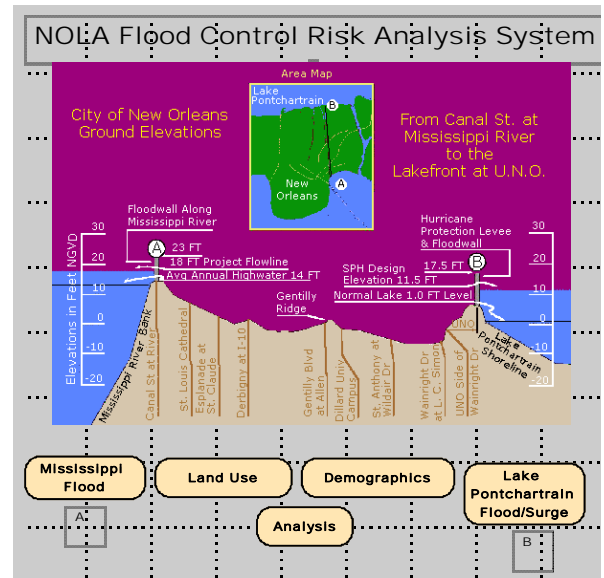 NOLA Flood Control Risk Analysis System
Area Map
Lake
Pontchartrain
B
A
New
Orleans
City of New Orleans
Ground Elevations
From Canal St. at
Mississippi River
to the
Lakefront at U.N.O.
Floodwall Along
Mississippi River
A
23 FT
18 FT Project Flowline
Avg Annual Highwater 14 FT
Hurricane
Protection Levee
& Floodwall
B
17.5 FT
SPH Design
Elevation 11.5 FT
Normal Lake 1.0 FT Level
Gentilly
Ridge
Elevations in Feet NGVD
30
20
10
0
-10
-20
30
20
10
0
-10
-20
Mississippi River Bank
Canal St at River
St. Louis Cathedral
Esplanade at
St. Claude
Derbigny at I-10
Gentilly Blvd
at Allen
Dillard Univ
Campus
St. Anthony at
Wildair Dr
Wainright Dr
at L. C. Simon
UNO Side of
Wainright Dr
UNO
Lake
Pontchartrain
Shoreline
Mississippi
Flood
Land Use
Demographics
Lake
Pontchartrain
Flood/Surge
Analysis
A
B